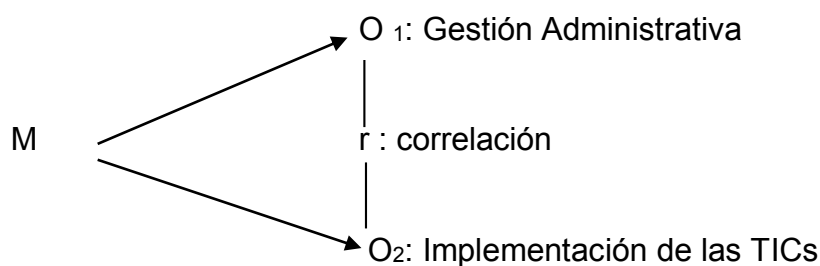 O 1: Gestión Administrativa
M r : correlación
O2: Implementación de las TICs